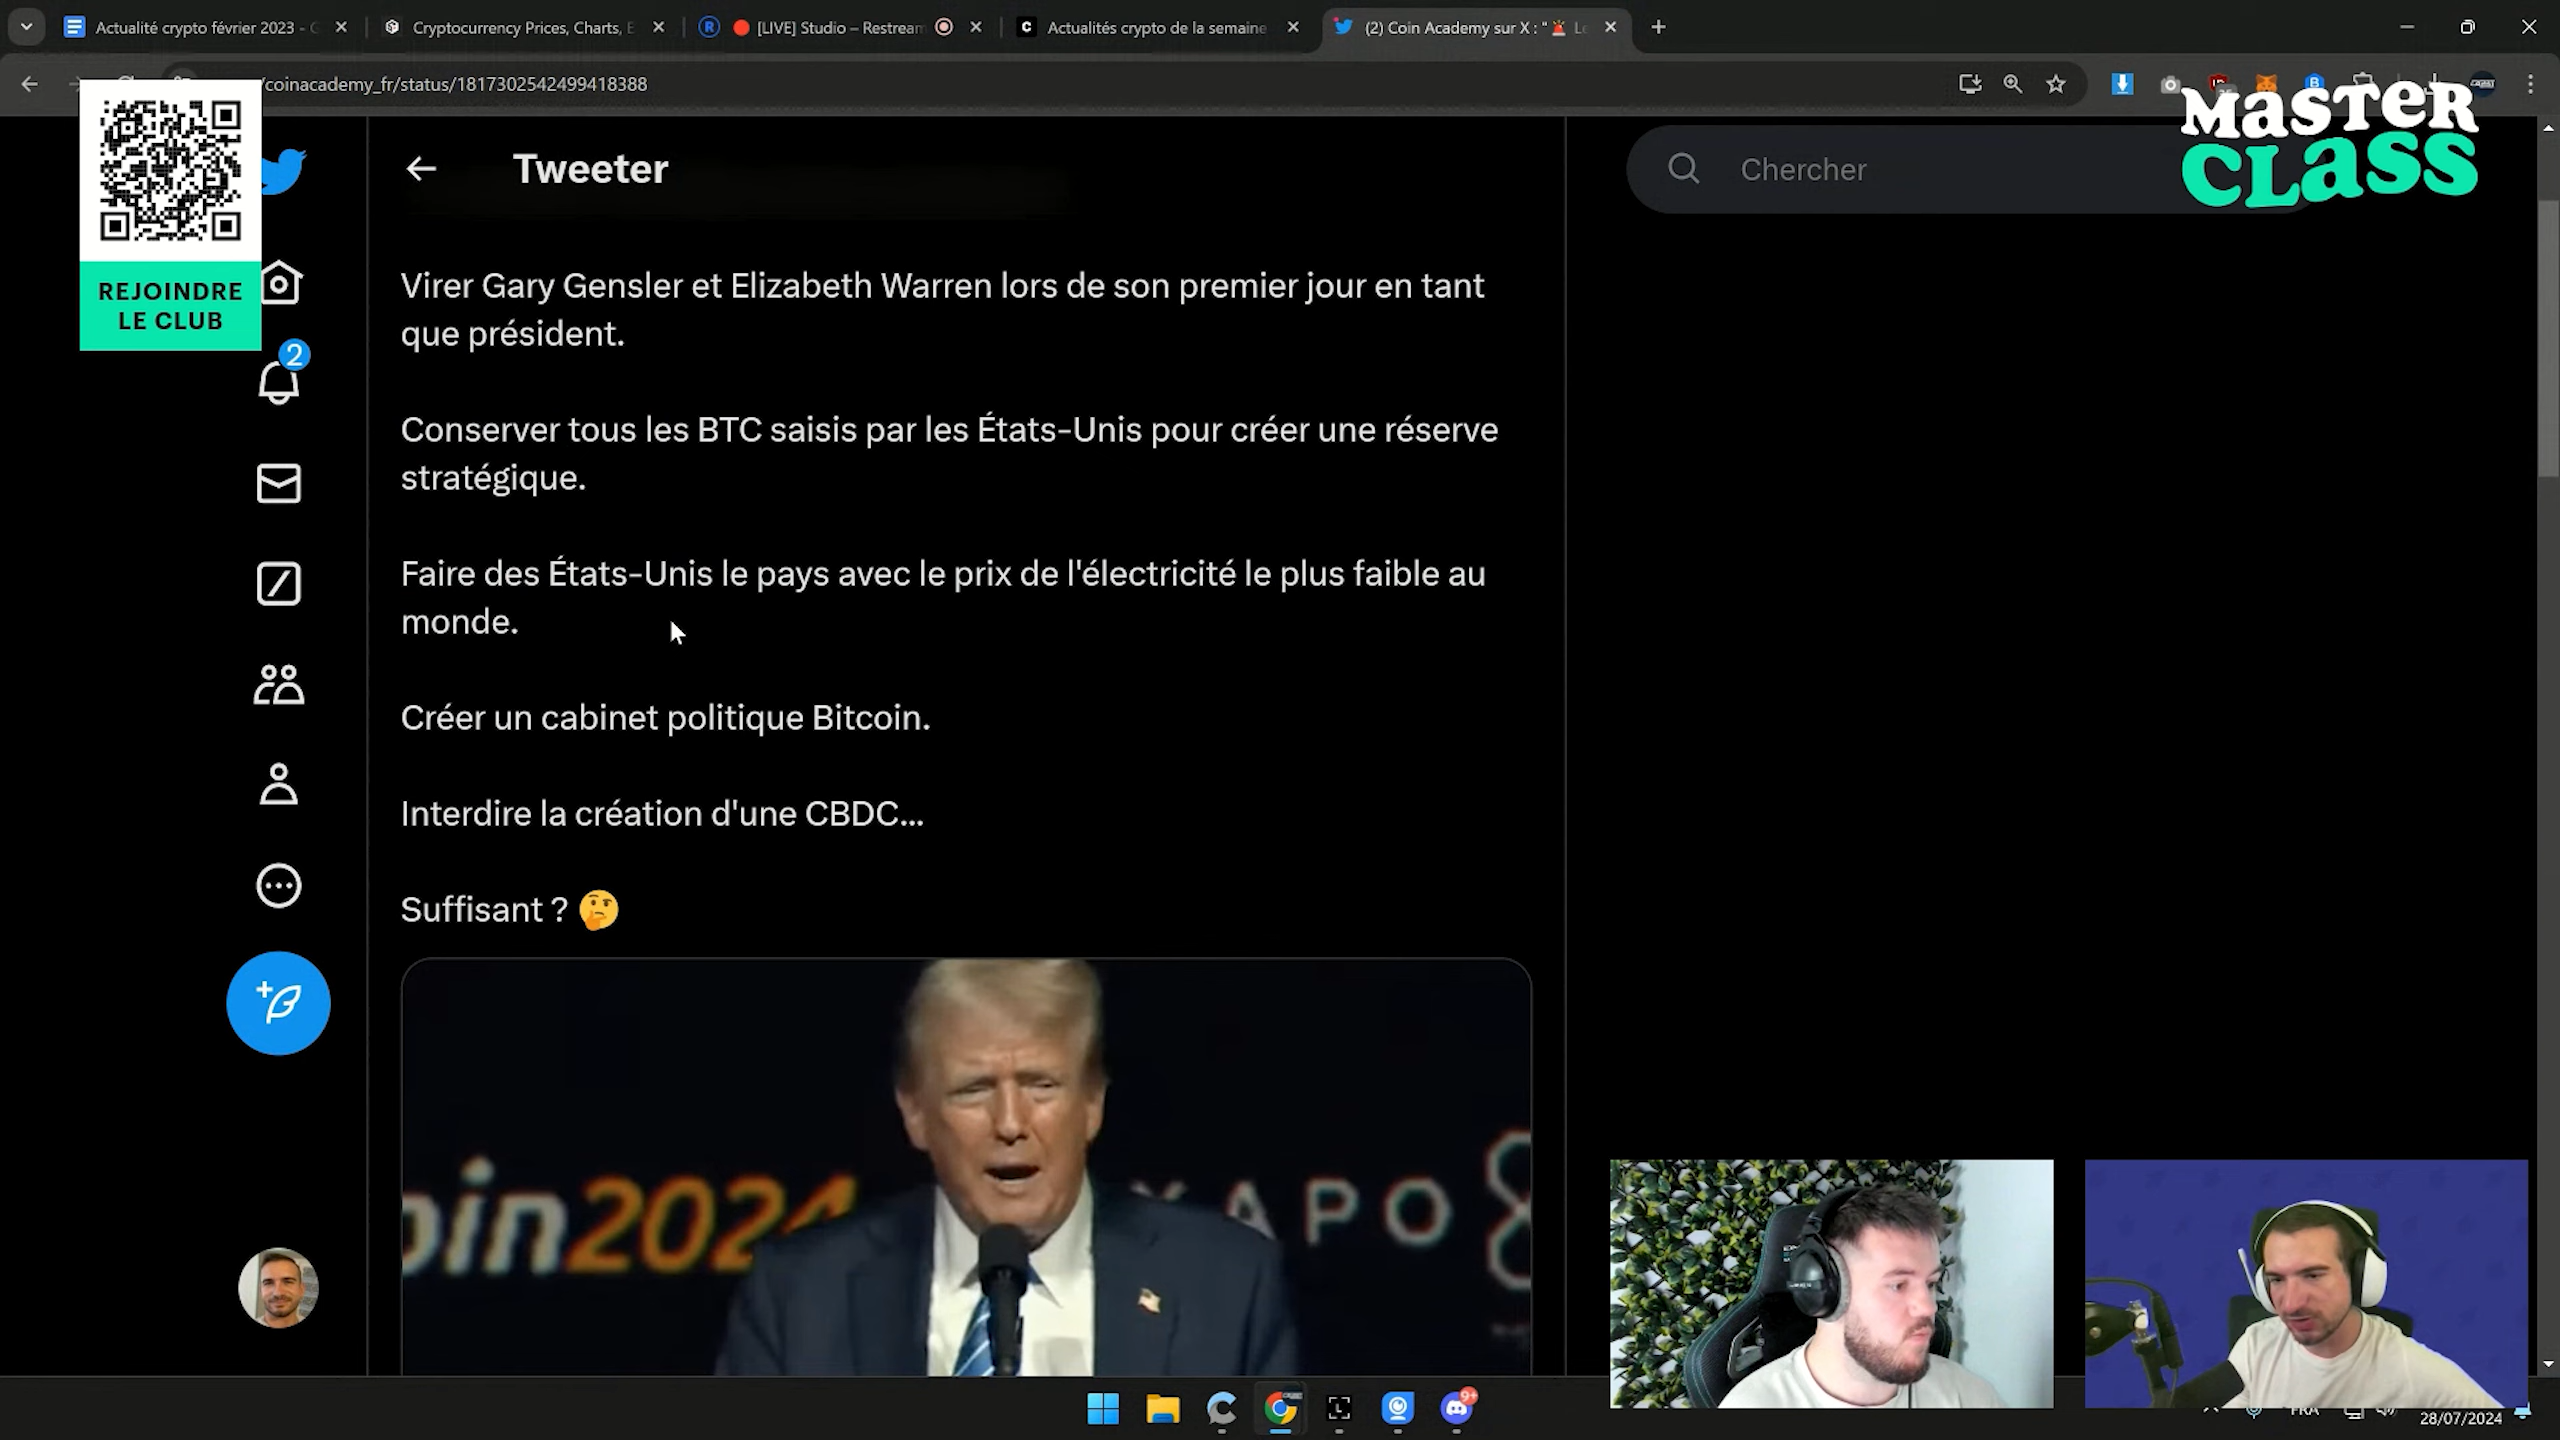 Actualité crypto février 2023 - G
Cryptocurrency Prices, Charts, E
[LIVE] Studio – Restream
Actualités crypto de la semaine
(2) Coin Academy sur X : "🚨 Le
/coinacademy_fr/status/1817302542499418388
MASTER
CLASS
Tweeter
Chercher
REJOINDRE
LE CLUB
2
Virer Gary Gensler et Elizabeth Warren lors de son premier jour en tant
que président.
Conserver tous les BTC saisis par les États-Unis pour créer une réserve
stratégique.
Faire des États-Unis le pays avec le prix de l'électricité le plus faible au
monde.
Créer un cabinet politique Bitcoin.
Interdire la création d'une CBDC...
Suffisant ? 🤔
oin2024
XAPO
9+
FRA
28/07/2024